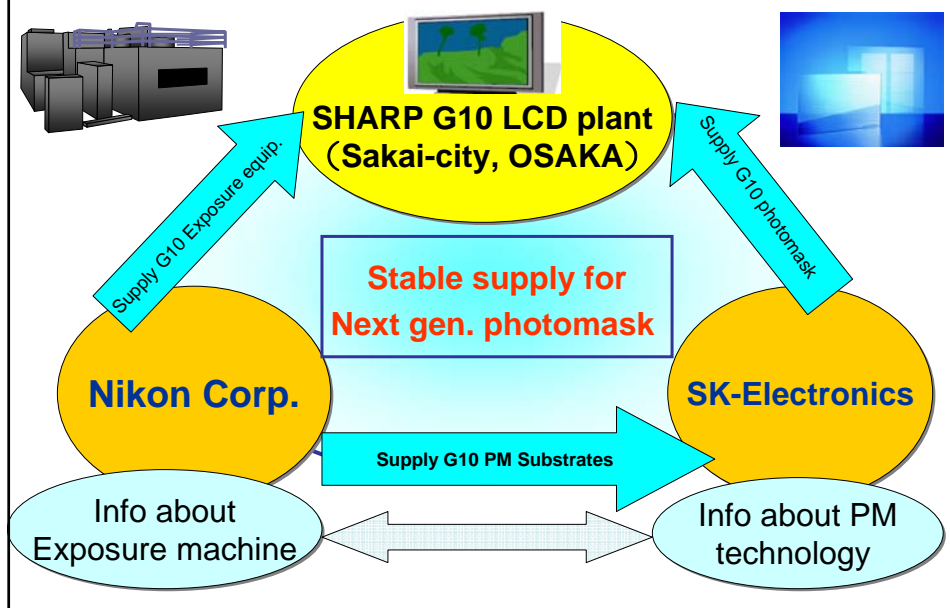 SHARP G10 LCD plant
（Sakai-city, OSAKA）
Supply G10 Exposure equip.
Supply G10 photomask
Stable supply for
Next gen. photomask
Nikon Corp.
SK-Electronics
Supply G10 PM Substrates
Info about
Exposure machine
Info about PM
technology